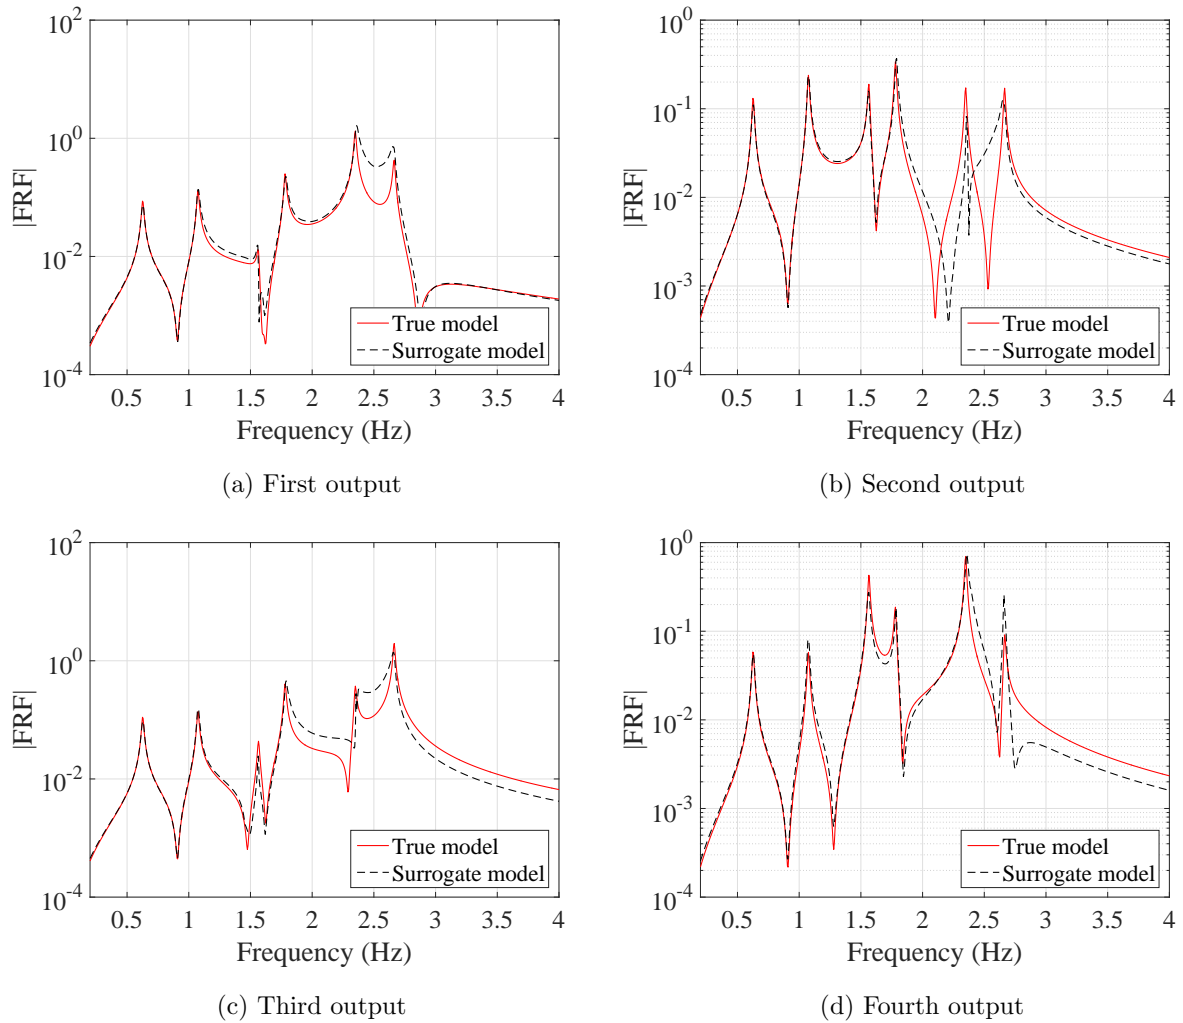 10^2
10^0
10^-2
10^-4
|FRF|
True model
Surrogate model
0.5 1 1.5 2 2.5 3 3.5 4
Frequency (Hz)
(a) First output
10^0
10^-1
10^-2
10^-3
10^-4
|FRF|
True model
Surrogate model
0.5 1 1.5 2 2.5 3 3.5 4
Frequency (Hz)
(b) Second output
10^2
10^0
10^-2
10^-4
|FRF|
True model
Surrogate model
0.5 1 1.5 2 2.5 3 3.5 4
Frequency (Hz)
(c) Third output
10^0
10^-1
10^-2
10^-3
10^-4
|FRF|
True model
Surrogate model
0.5 1 1.5 2 2.5 3 3.5 4
Frequency (Hz)
(d) Fourth output